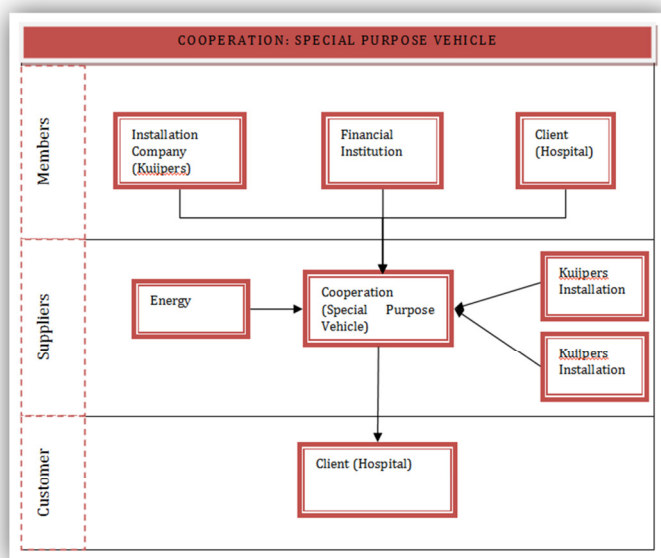 COOPERATION: SPECIAL PURPOSE VEHICLE
Members
Installation
Company
(Kuijpers)
Financial
Institution
Client
(Hospital)
Suppliers
Energy
Cooperation
(Special Purpose
Vehicle)
Kuijpers
Installation
Kuijpers
Installation
Customer
Client (Hospital)